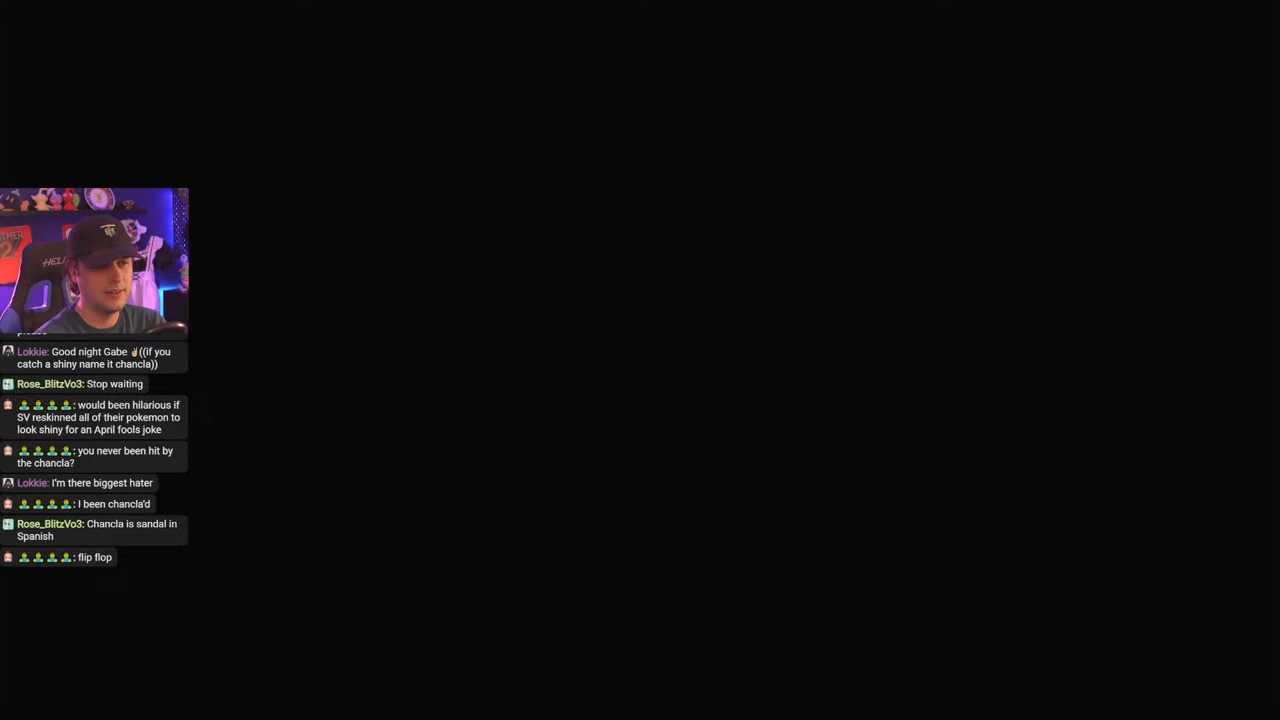 HELI
please
Lokkie: Good night Gabe ✌((if you
catch a shiny name it chancla))
Rose_BlitzVo3: Stop waiting
: would been hilarious if
SV reskinned all of their pokemon to
look shiny for an April fools joke
: you never been hit by
the chancla?
Lokkie: I'm there biggest hater
: I been chancla'd
Rose_BlitzVo3: Chancla is sandal in
Spanish
: flip flop